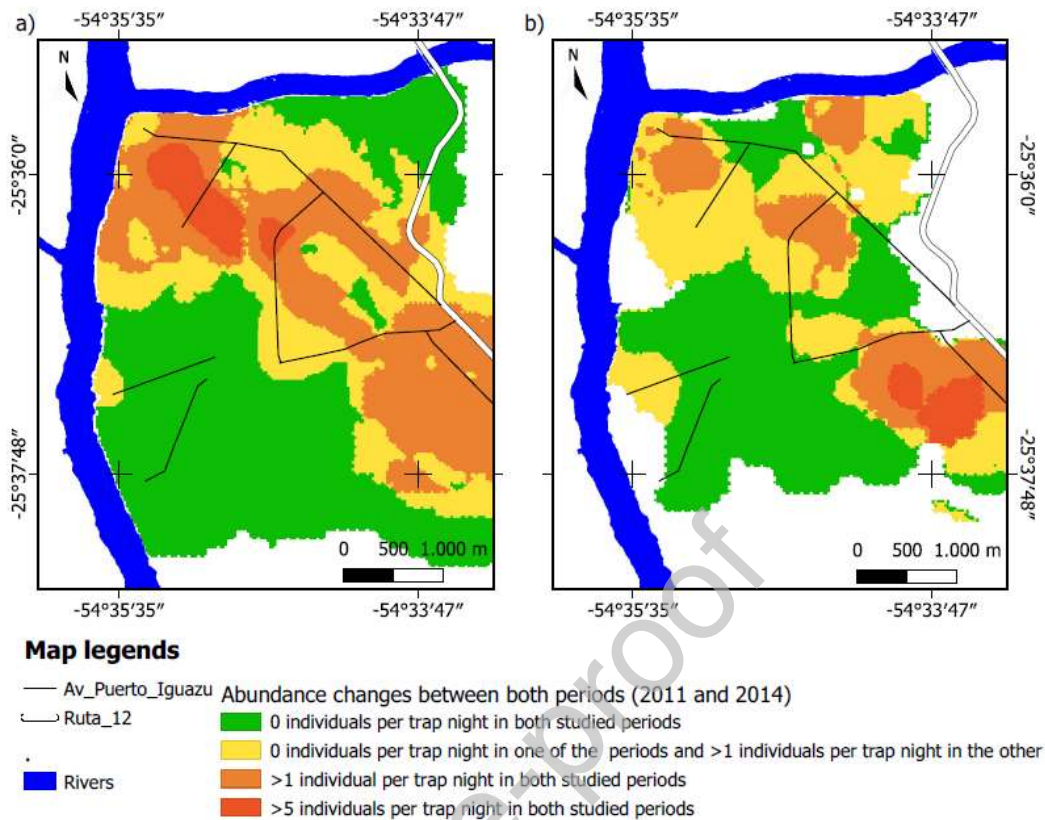 a)
-54°35'35″
-54°33'47″
b)
-54°35'35″
-54°33'47″
N
N
-25°36'0″
-25°36'0″
-25°37'48″
-25°37'48″
0 500 1.000 m
0 500 1.000 m
-54°35'35″
-54°33'47″
-54°35'35″
-54°33'47″
Map legends
Av_Puerto_Iguazu
Ruta_12
.
Rivers
Abundance changes between both periods (2011 and 2014)
0 individuals per trap night in both studied periods
0 individuals per trap night in one of the periods and >1 individuals per trap night in the other
>1 individual per trap night in both studied periods
>5 individuals per trap night in both studied periods
e-proof